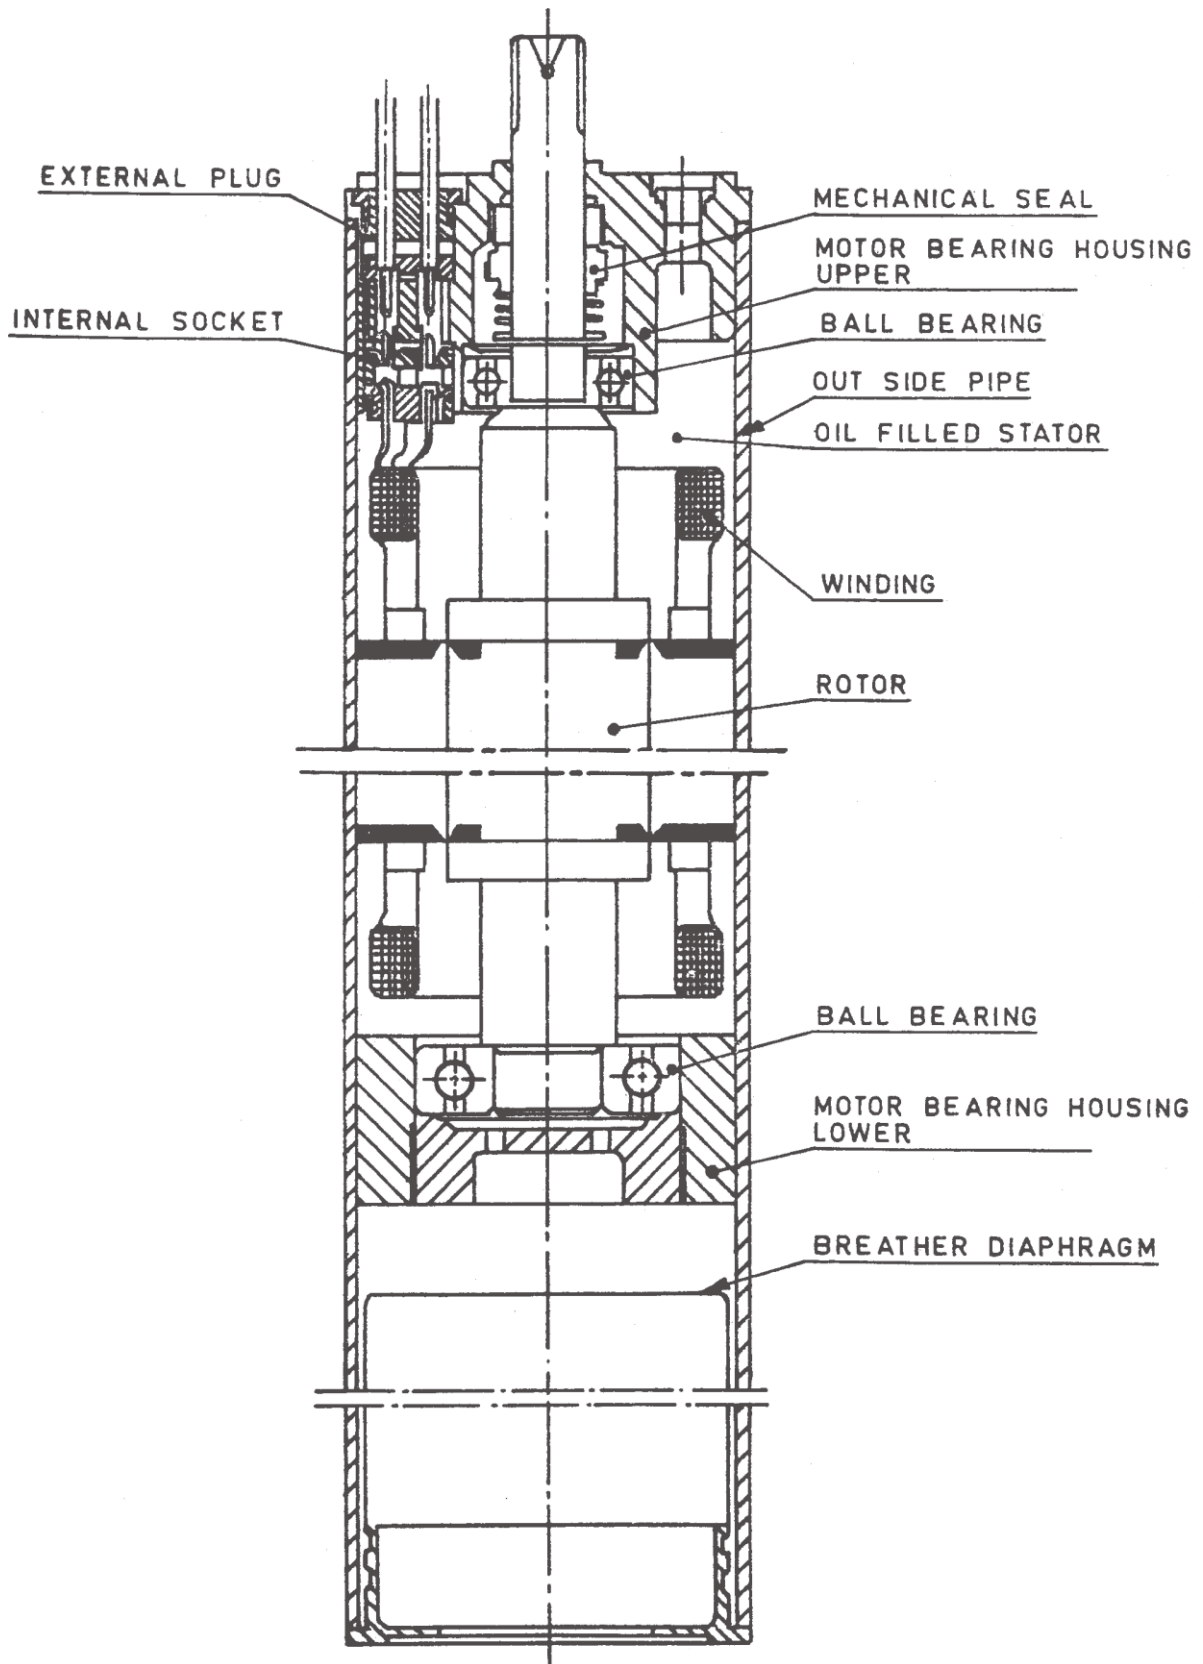 EXTERNAL PLUG
MECHANICAL SEAL
MOTOR BEARING HOUSING
UPPER
INTERNAL SOCKET
BALL BEARING
OUT SIDE PIPE
OIL FILLED STATOR
WINDING
ROTOR
BALL BEARING
MOTOR BEARING HOUSING
LOWER
BREATHER DIAPHRAGM